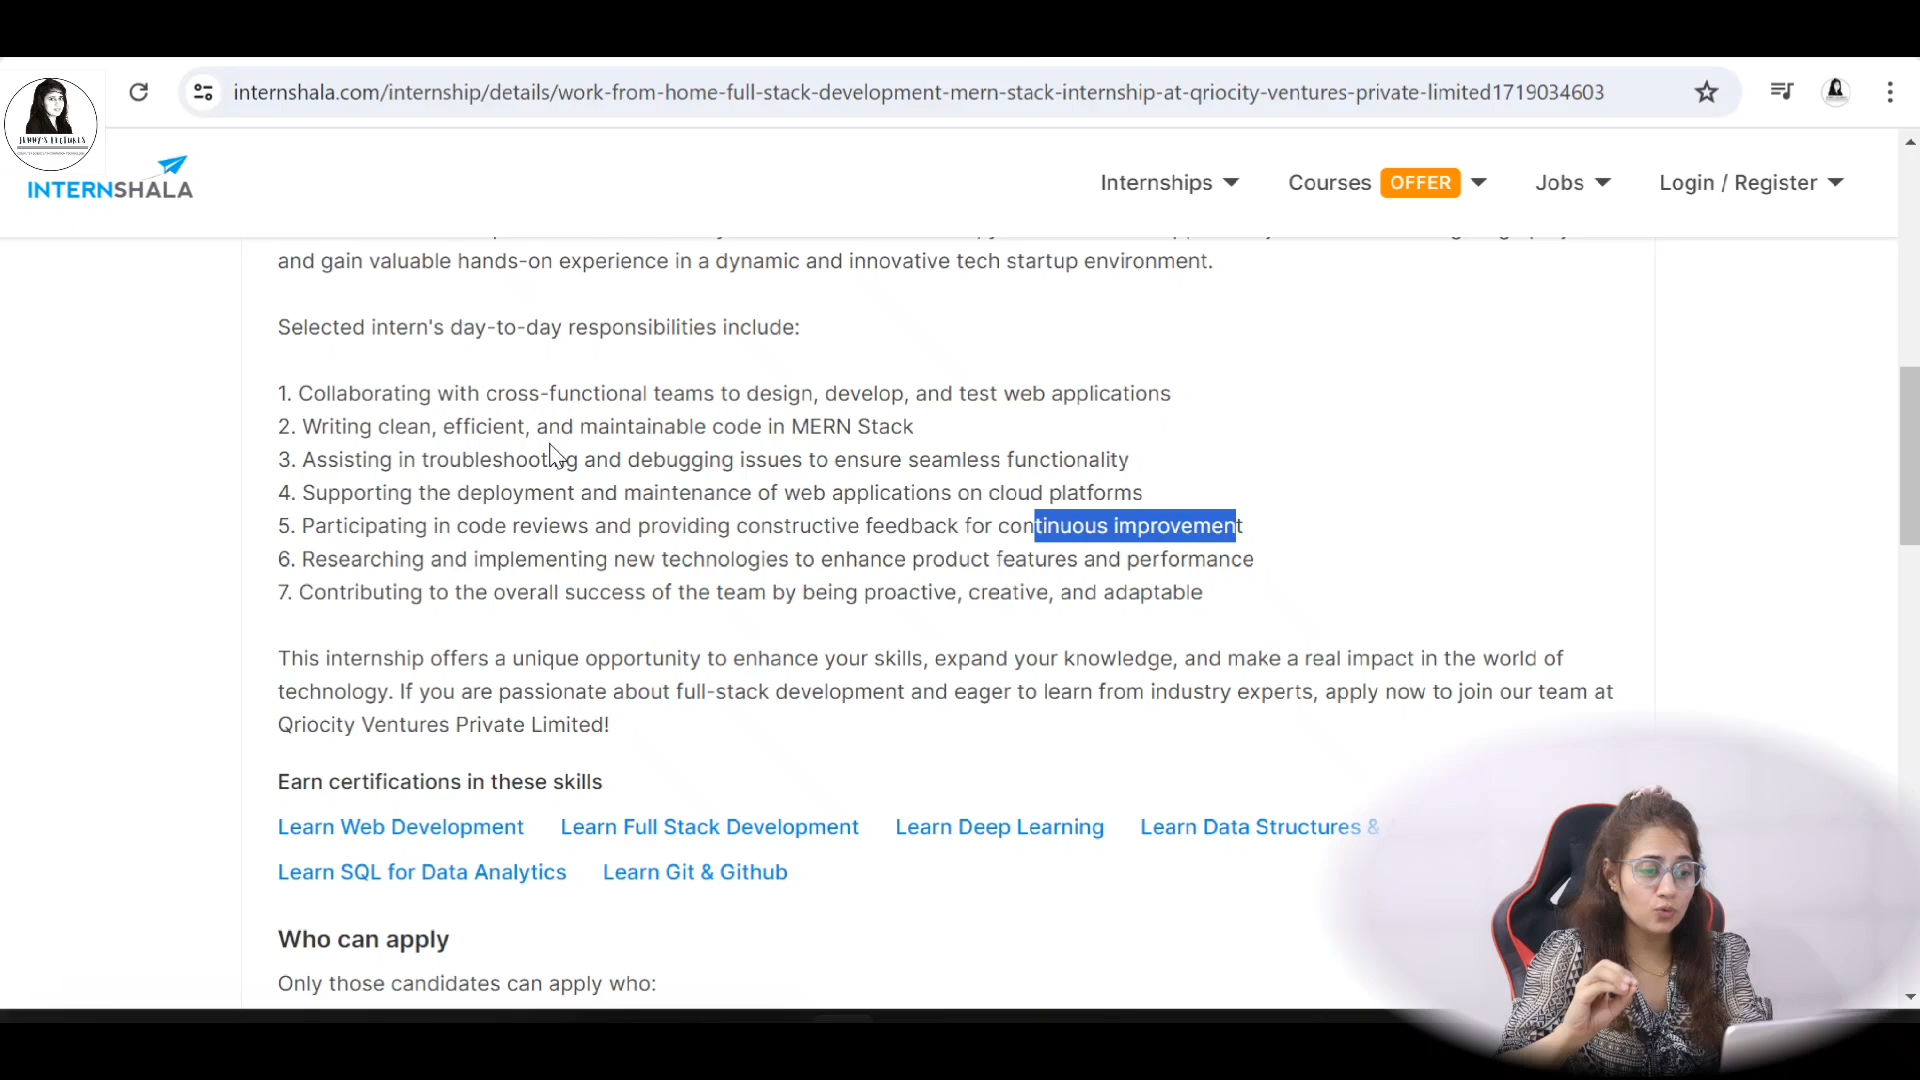 internshala.com/internship/details/work-from-home-full-stack-development-mern-stack-internship-at-qriocity-ventures-private-limited1719034603
JENNY'S LECTURES
INTERNSHALA
Internships
Courses OFFER
Jobs
Login / Register
and gain valuable hands-on experience in a dynamic and innovative tech startup environment.
Selected intern's day-to-day responsibilities include:
1. Collaborating with cross-functional teams to design, develop, and test web applications
2. Writing clean, efficient, and maintainable code in MERN Stack
3. Assisting in troubleshooting and debugging issues to ensure seamless functionality
4. Supporting the deployment and maintenance of web applications on cloud platforms
5. Participating in code reviews and providing constructive feedback for continuous improvement
6. Researching and implementing new technologies to enhance product features and performance
7. Contributing to the overall success of the team by being proactive, creative, and adaptable
This internship offers a unique opportunity to enhance your skills, expand your knowledge, and make a real impact in the world of
technology. If you are passionate about full-stack development and eager to learn from industry experts, apply now to join our team at
Qriocity Ventures Private Limited!
Earn certifications in these skills
Learn Web Development Learn Full Stack Development Learn Deep Learning Learn Data Structures &
Learn SQL for Data Analytics Learn Git & Github
Who can apply
Only those candidates can apply who: